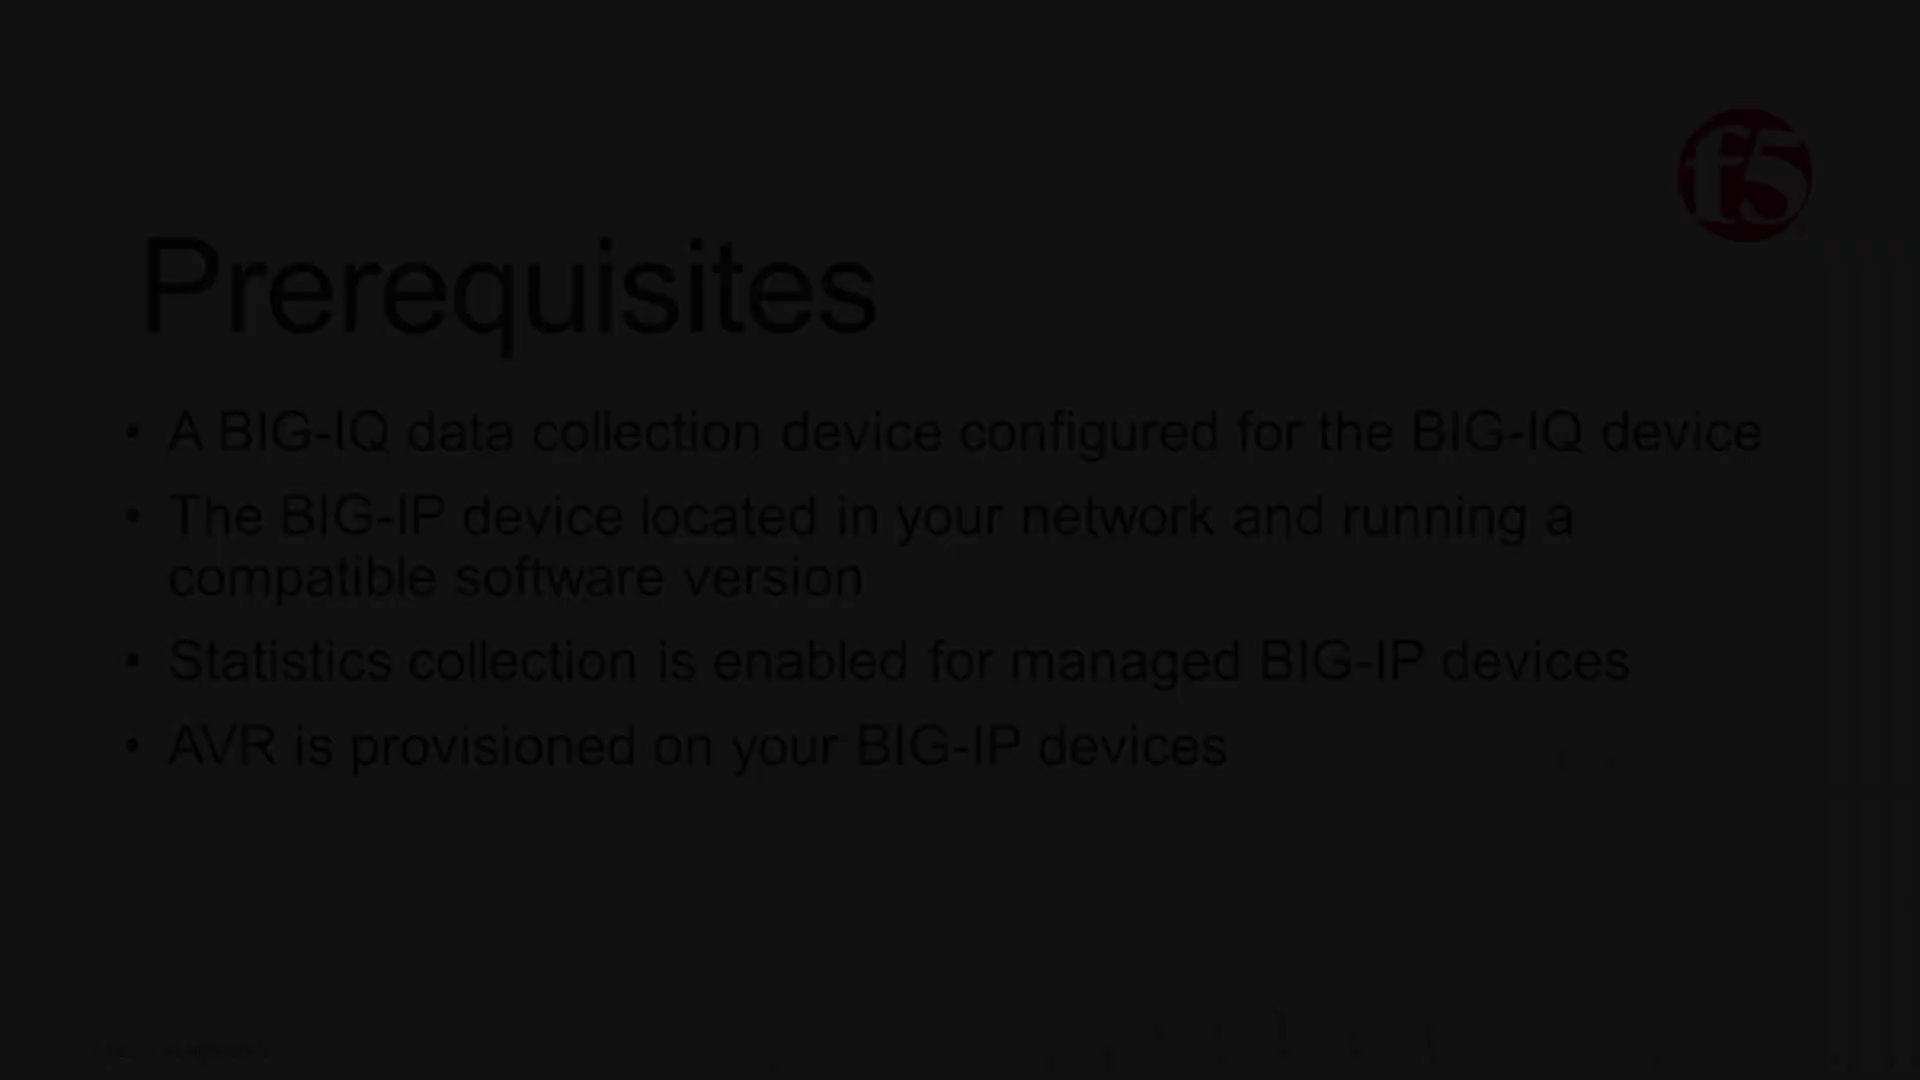 f5
Prerequisites
• A BIG-IQ data collection device configured for the BIG-IQ device
• The BIG-IP device located in your network and running a
compatible software version
• Statistics collection is enabled for managed BIG-IP devices
• AVR is provisioned on your BIG-IP devices